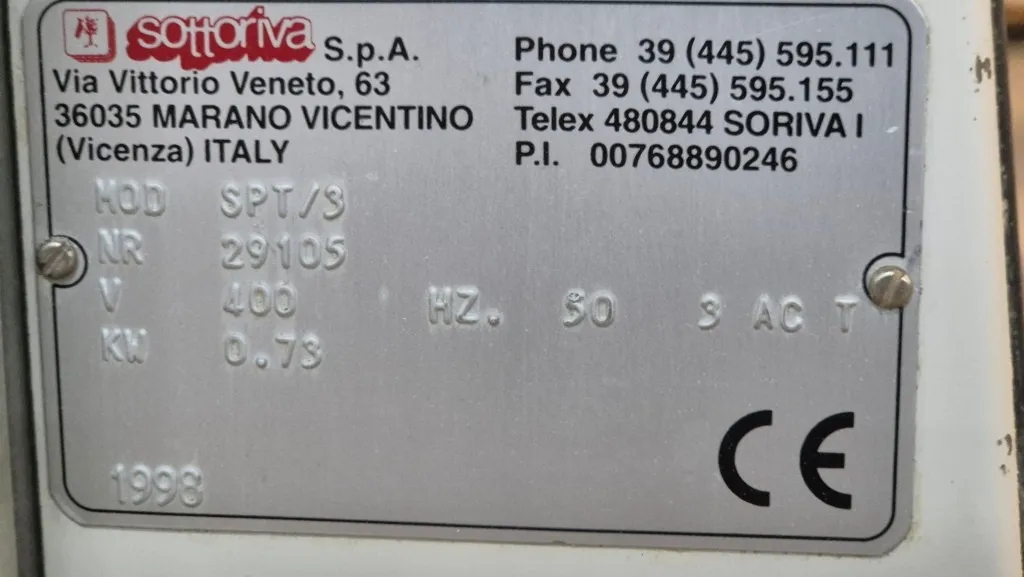 sottoriva S.p.A.
Via Vittorio Veneto, 63
36035 MARANO VICENTINO
(Vicenza) ITALY
Phone 39 (445) 595.111
Fax 39 (445) 595.155
Telex 480844 SORIVA I
P.I. 00768890246
MOD SPT/3
NR 29105
V 400 HZ. 50 3 AC T
KW 0.73
1998
CE